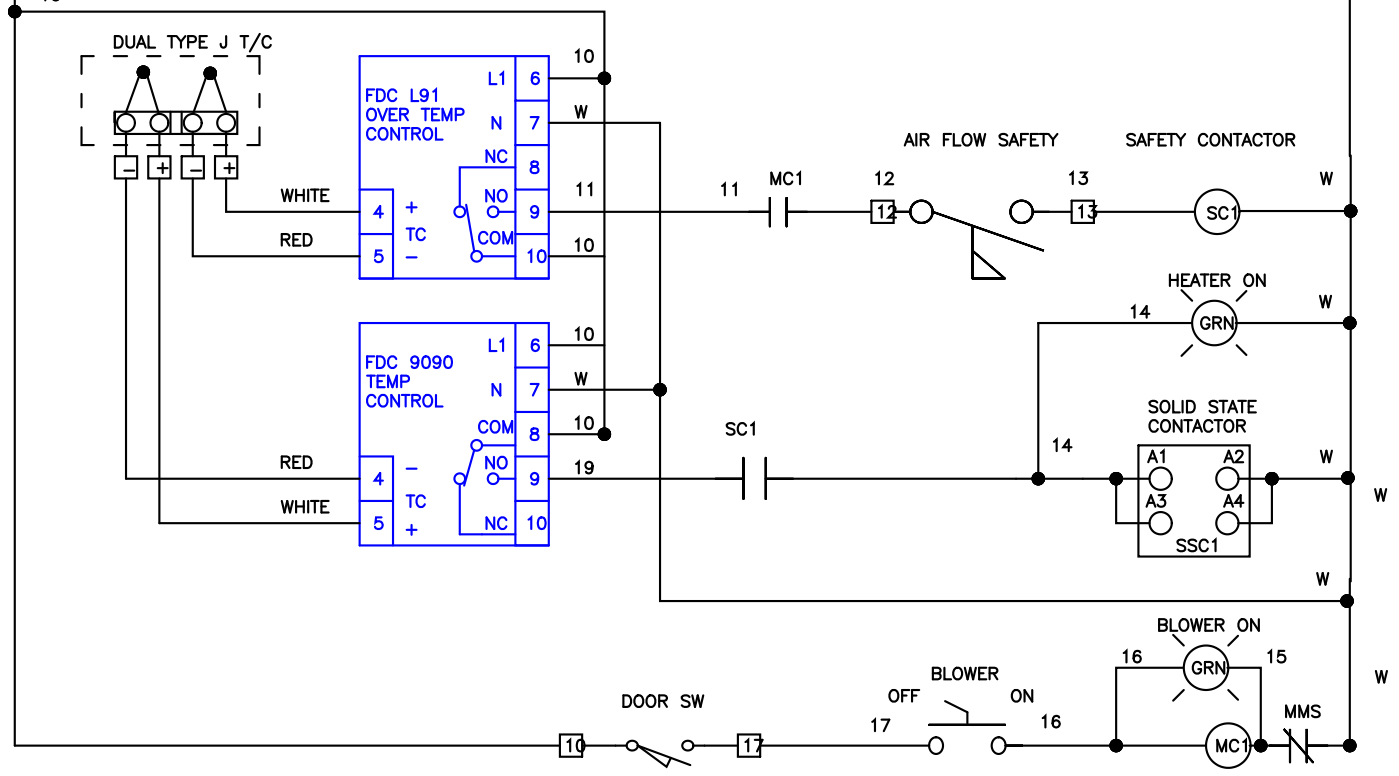 DUAL TYPE J T/C
- + - +
WHITE
RED
FDC L91
OVER TEMP
CONTROL
L1 6
N 7
NC 8
NO 9
COM 10
4 +
TC
5 -
10
W
11
10
11
MC1
12
12
AIR FLOW SAFETY
13
13
SAFETY CONTACTOR
SC1
W
HEATER ON
14
GRN
W
FDC 9090
TEMP
CONTROL
L1 6
N 7
COM 8
NO 9
NC 10
4 -
TC
5 +
RED
WHITE
10
W
10
19
SC1
14
SOLID STATE
CONTACTOR
A1 A2
A3 A4
SSC1
W
W
W
BLOWER ON
16
GRN
15
W
DOOR SW
10
17
17
BLOWER
OFF ON
16
MC1
MMS